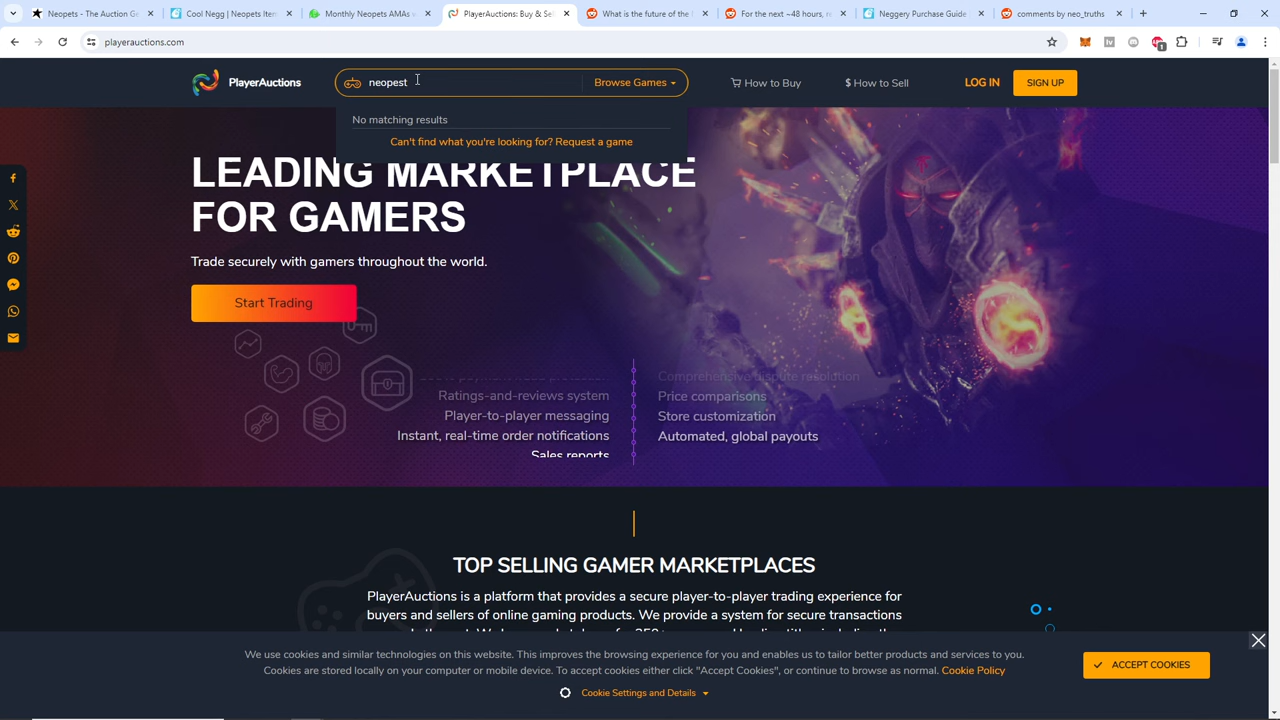 Neopets - The Auction Ge
Cool Negg | Neopets Item
Monthly Neopets AMAs v
PlayerAuctions: Buy & Sel
What is the future of the
For the next ~48 hours, n
Neggery Purchase Guide
comments by neo_truths
playerauctions.com
1
PlayerAuctions
neopest
Browse Games
How to Buy
$ How to Sell
LOG IN
SIGN UP
No matching results
Can't find what you're looking for? Request a game
LEADING MARKETPLACE
FOR GAMERS
Trade securely with gamers throughout the world.
Start Trading
Comprehensive dispute resolution
Ratings-and-reviews system
Price comparisons
Player-to-player messaging
Store customization
Instant, real-time order notifications
Automated, global payouts
Sales reports
TOP SELLING GAMER MARKETPLACES
PlayerAuctions is a platform that provides a secure player-to-player trading experience for
buyers and sellers of online gaming products. We provide a system for secure transactions
We use cookies and similar technologies on this website. This improves the browsing experience for you and enables us to tailor better products and services to you.
Cookies are stored locally on your computer or mobile device. To accept cookies either click "Accept Cookies", or continue to browse as normal. Cookie Policy
ACCEPT COOKIES
Cookie Settings and Details